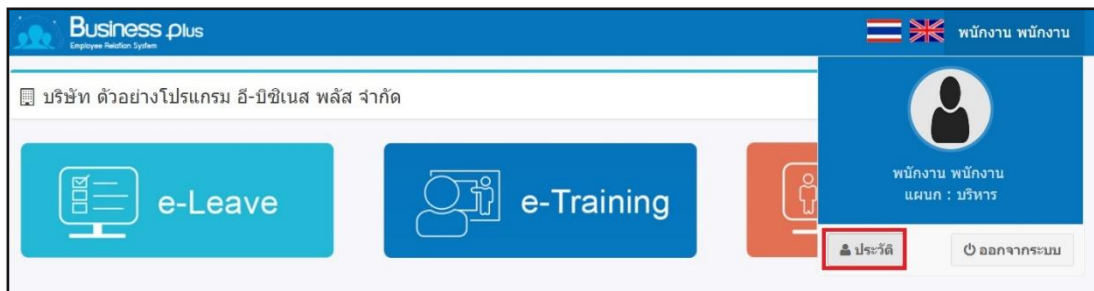 Business Plus
Employee Relation System
พนักงาน พนักงาน
บริษัท ตัวอย่างโปรแกรม อี-บิซิเนส พลัส จำกัด
e-Leave
e-Training
พนักงาน พนักงาน
แผนก : บริหาร
ประวัติ
ออกจากระบบ